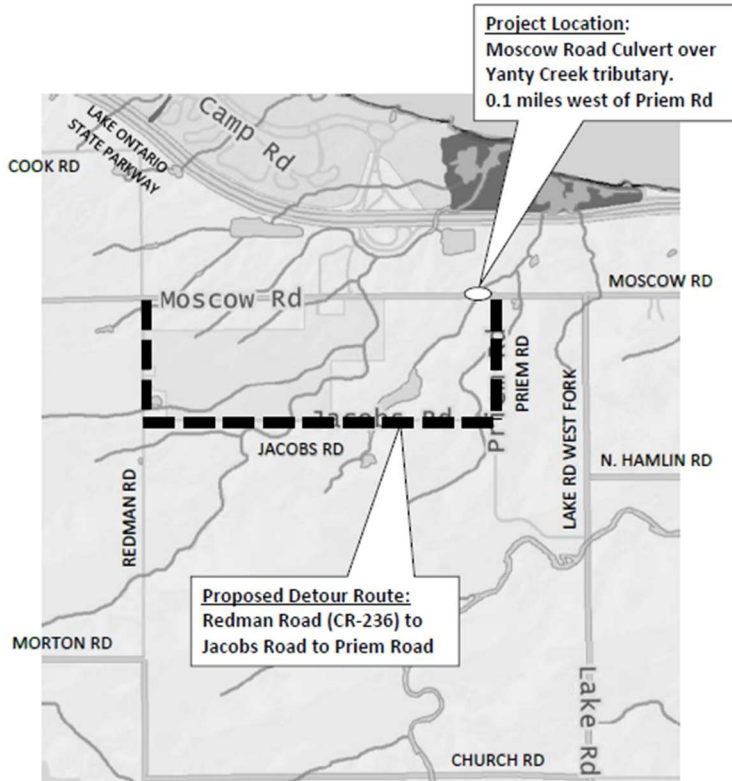 Project Location:
Moscow Road Culvert over
Yanty Creek tributary.
0.1 miles west of Priem Rd
LAKE ONTARIO
STATE PARKWAY
Camp Rd
COOK RD
MOSCOW RD
Moscow Rd
Priem Rd
PRIEM RD
Jacobs Rd
JACOBS RD
REDMAN RD
LAKE RD WEST FORK
N. HAMLIN RD
Proposed Detour Route:
Redman Road (CR-236) to
Jacobs Road to Priem Road
MORTON RD
Lake Rd
CHURCH RD